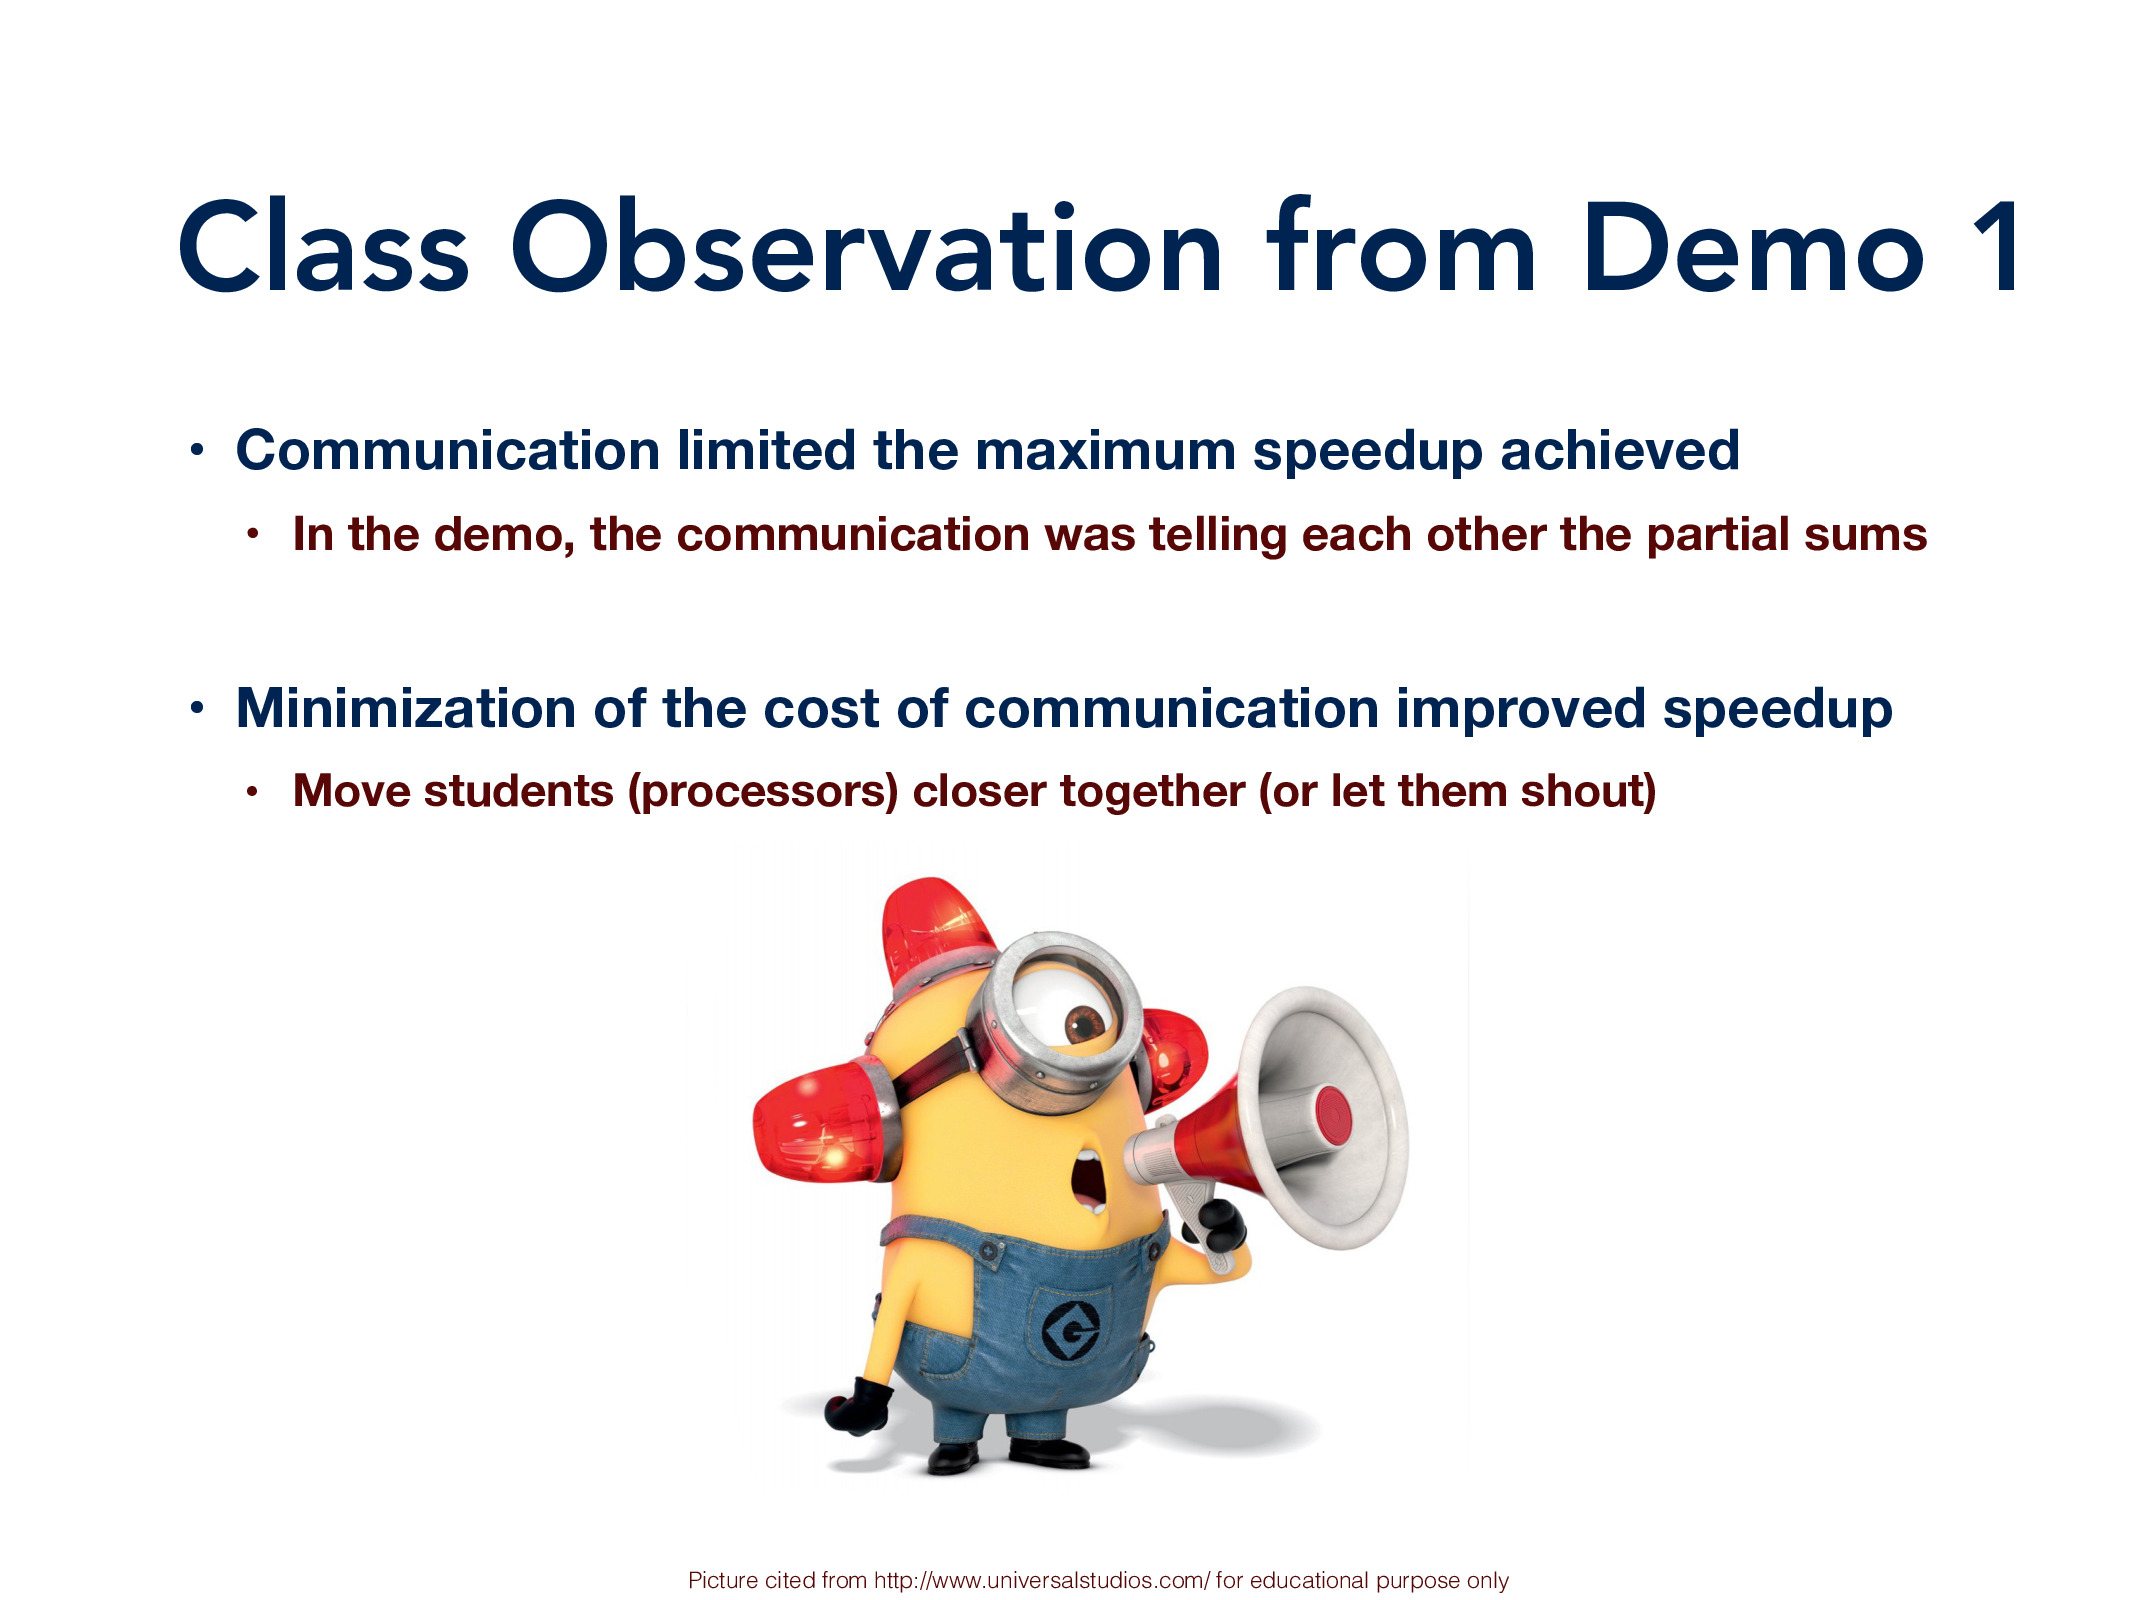 Class Observation from Demo 1
• Communication limited the maximum speedup achieved
• In the demo, the communication was telling each other the partial sums
• Minimization of the cost of communication improved speedup
• Move students (processors) closer together (or let them shout)
Picture cited from http://www.universalstudios.com/ for educational purpose only